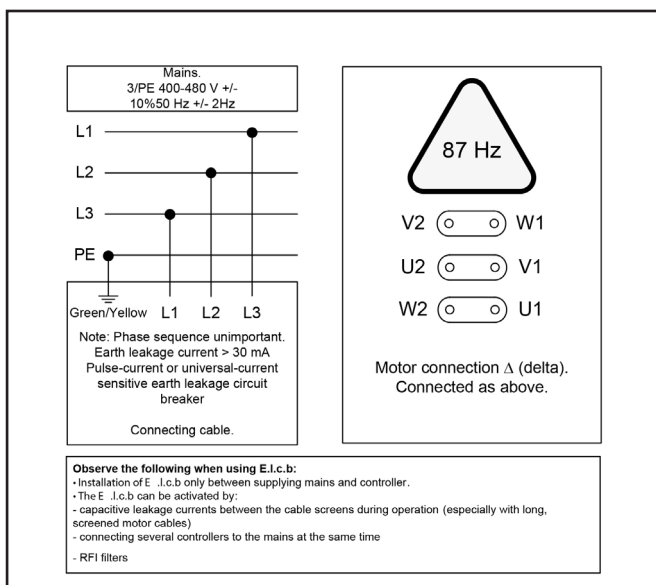 Mains.
3/PE 400-480 V +/-
10%50 Hz +/- 2Hz
L1
L2
L3
PE
Green/Yellow L1 L2 L3
Note: Phase sequence unimportant.
Earth leakage current > 30 mA
Pulse-current or universal-current
sensitive earth leakage circuit
breaker
Connecting cable.
87 Hz
V2 W1
U2 V1
W2 U1
Motor connection Δ (delta).
Connected as above.
Observe the following when using E.l.c.b:
• Installation of E .l.c.b only between supplying mains and controller.
• The E .l.c.b can be activated by:
- capacitive leakage currents between the cable screens during operation (especially with long,
screened motor cables)
- connecting several controllers to the mains at the same time
- RFI filters